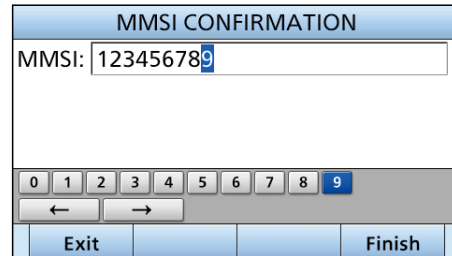 MMSI CONFIRMATION
MMSI: 123456789
0 1 2 3 4 5 6 7 8 9
← →
Exit Finish